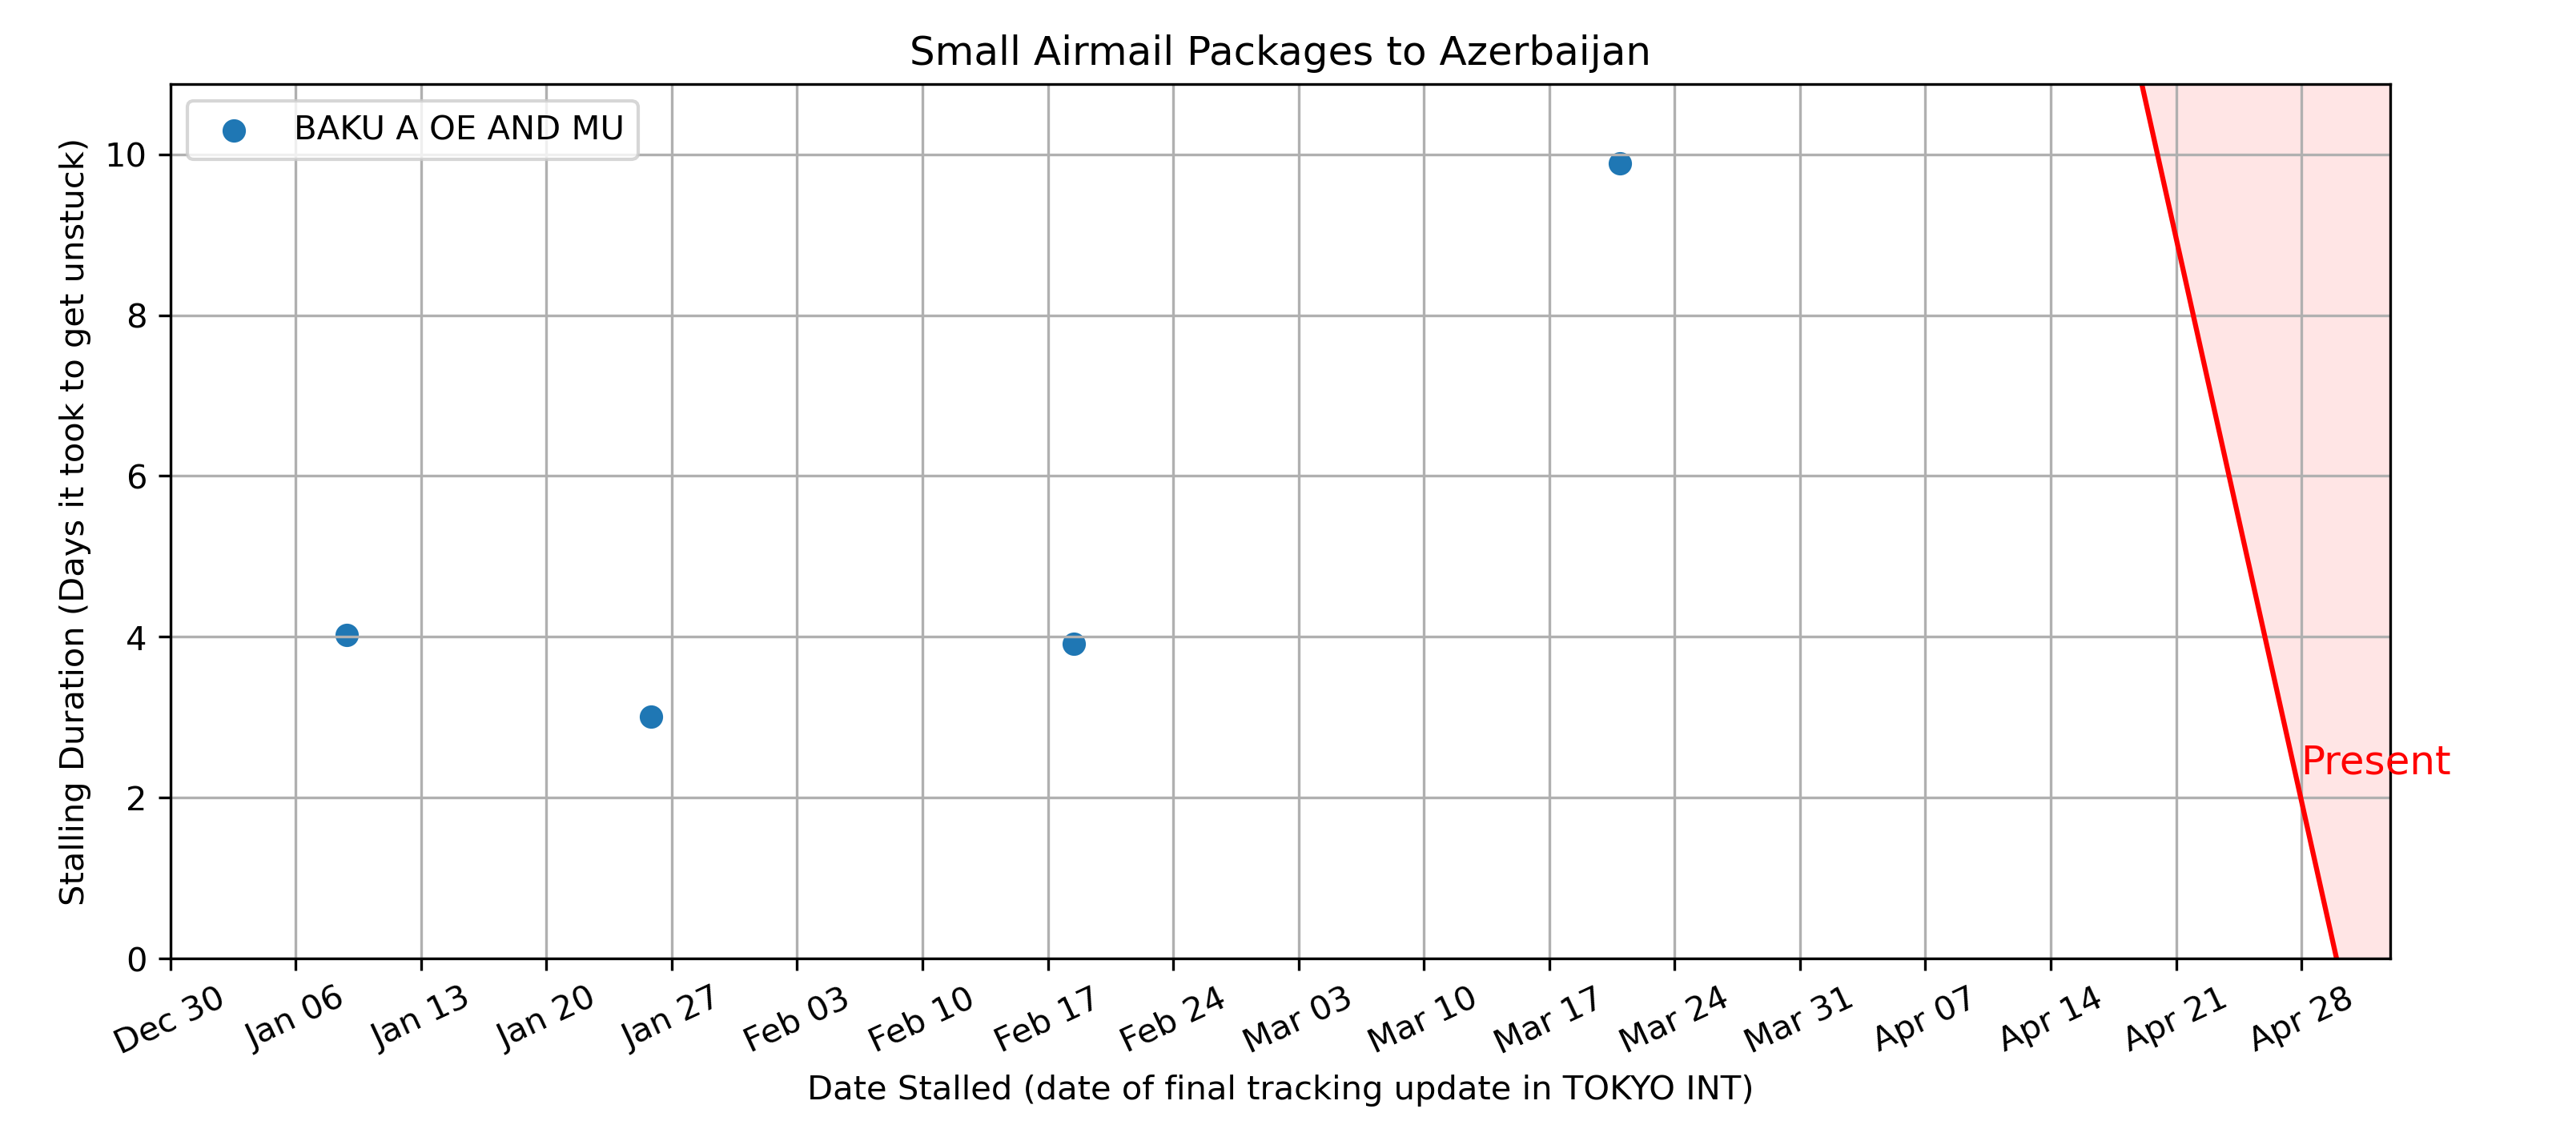 Small Airmail Packages to Azerbaijan
BAKU A OE AND MU
Stalling Duration (Days it took to get unstuck)
10
8
6
4
2
0
Present
Dec 30
Jan 06
Jan 13
Jan 20
Jan 27
Feb 03
Feb 10
Feb 17
Feb 24
Mar 03
Mar 10
Mar 17
Mar 24
Mar 31
Apr 07
Apr 14
Apr 21
Apr 28
Date Stalled (date of final tracking update in TOKYO INT)